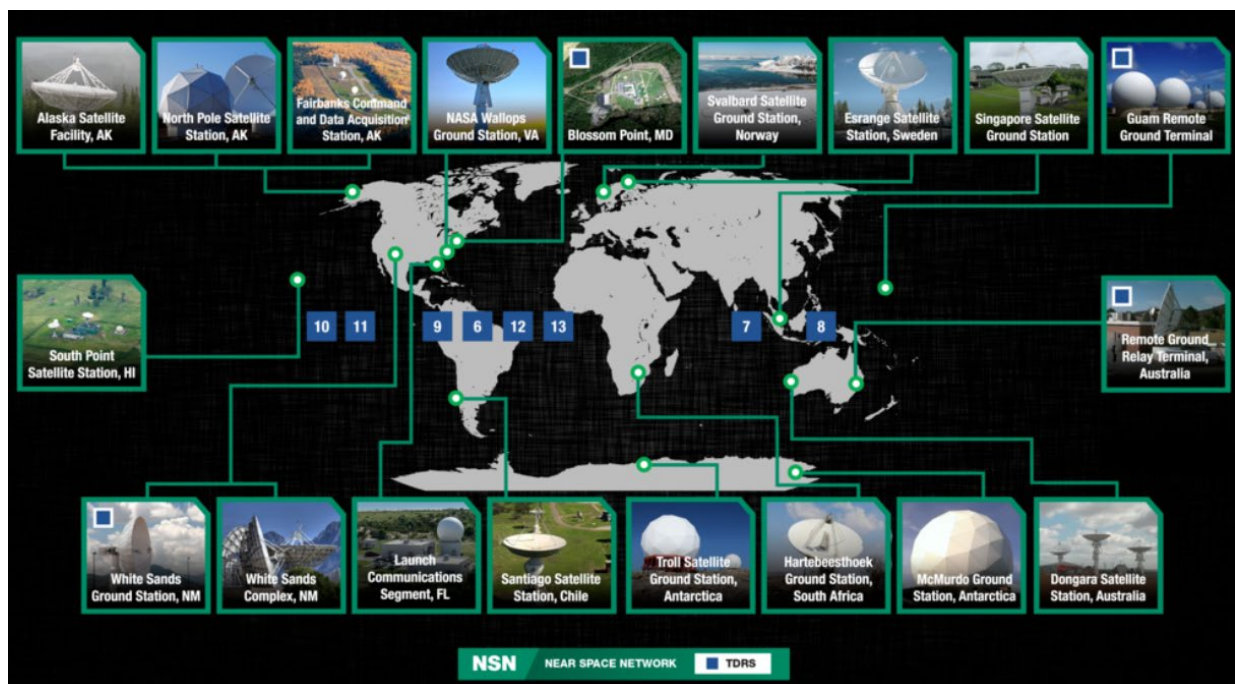 Alaska Satellite
Facility, AK
North Pole Satellite
Station, AK
Fairbanks Command
and Data Acquisition
Station, AK
NASA Wallops
Ground Station, VA
Blossom Point, MD
Svalbard Satellite
Ground Station,
Norway
Esrange Satellite
Station, Sweden
Singapore Satellite
Ground Station
Guam Remote
Ground Terminal
South Point
Satellite Station, HI
10
11
9
6
12
13
7
8
Remote Ground
Relay Terminal,
Australia
White Sands
Ground Station, NM
White Sands
Complex, NM
Launch
Communications
Segment, FL
Santiago Satellite
Station, Chile
Troll Satellite
Ground Station,
Antarctica
Hartebeesthoek
Ground Station,
South Africa
McMurdo Ground
Station, Antarctica
Dongara Satellite
Station, Australia
NSN NEAR SPACE NETWORK TDRS